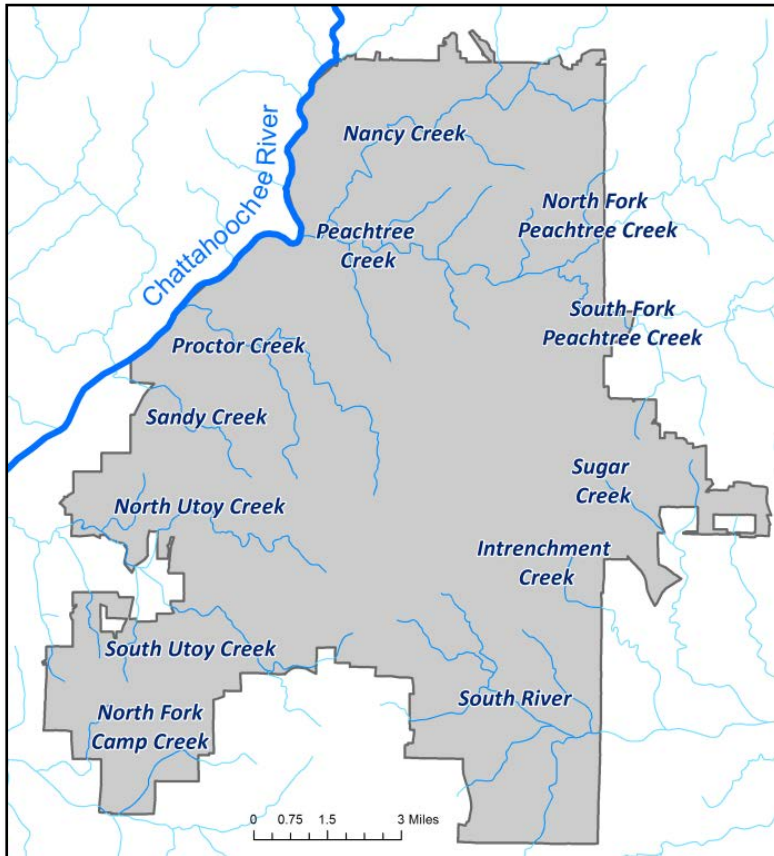 Nancy Creek
Chattahoochee River
North Fork
Peachtree Creek
Peachtree
Creek
South Fork
Peachtree Creek
Proctor Creek
Sandy Creek
Sugar
Creek
North Utoy Creek
Intrenchment
Creek
South Utoy Creek
South River
North Fork
Camp Creek
0 0.75 1.5 3 Miles